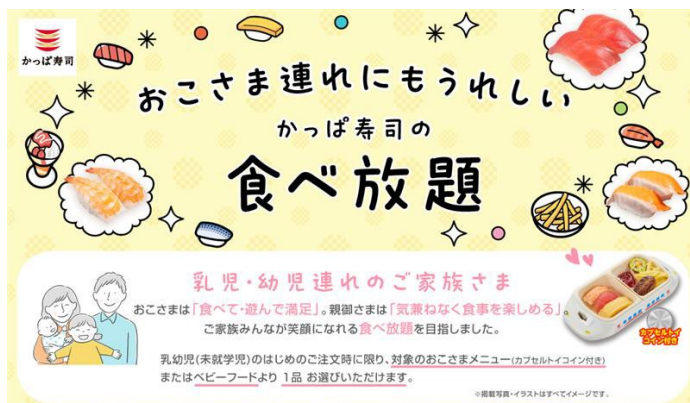 かっぱ寿司
おこさま連れにもうれしい
かっぱ寿司の
食べ放題
乳児・幼児連れのご家族さま
おこさまは「食べて・遊んで満足」。親御さまは「気兼ねなく食事を楽しめる」
ご家族みんなが笑顔になれる食べ放題を目指しました。
カプセルトイ
コイン付き
乳幼児(未就学児)のはじめのご注文時に限り、対象のおこさまメニュー(カプセルトイコイン付き)
またはベビーフードより 1品 お選びいただけます。
※掲載写真・イラストはすべてイメージです。